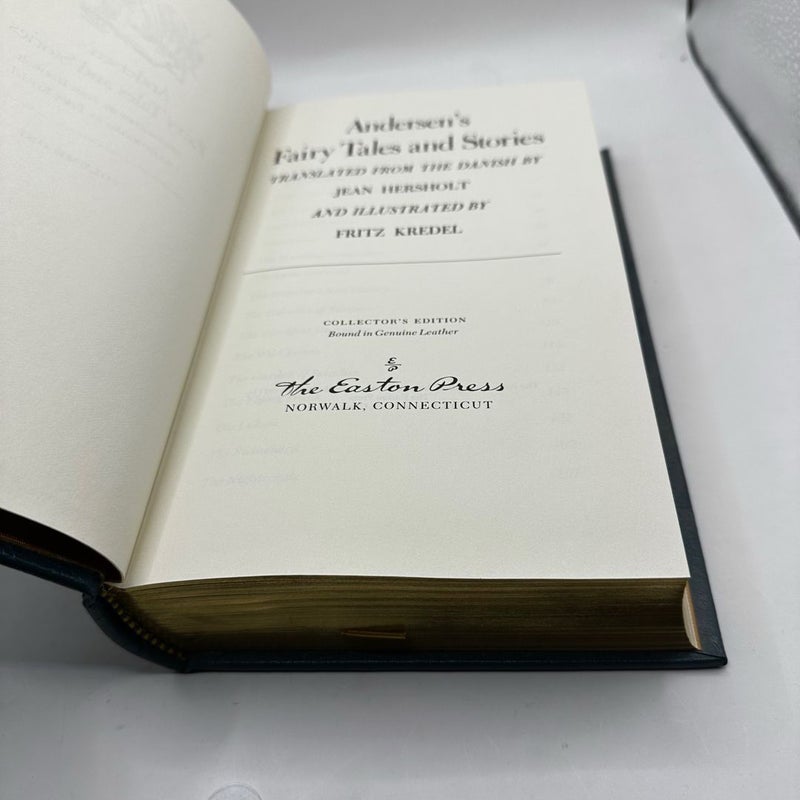 Andersen's
Fairy Tales and Stories
TRANSLATED FROM THE DANISH BY
JEAN HERSHOLT
AND ILLUSTRATED BY
FRITZ KREDEL
COLLECTOR'S EDITION
Bound in Genuine Leather
E
P
The Easton Press
NORWALK, CONNECTICUT